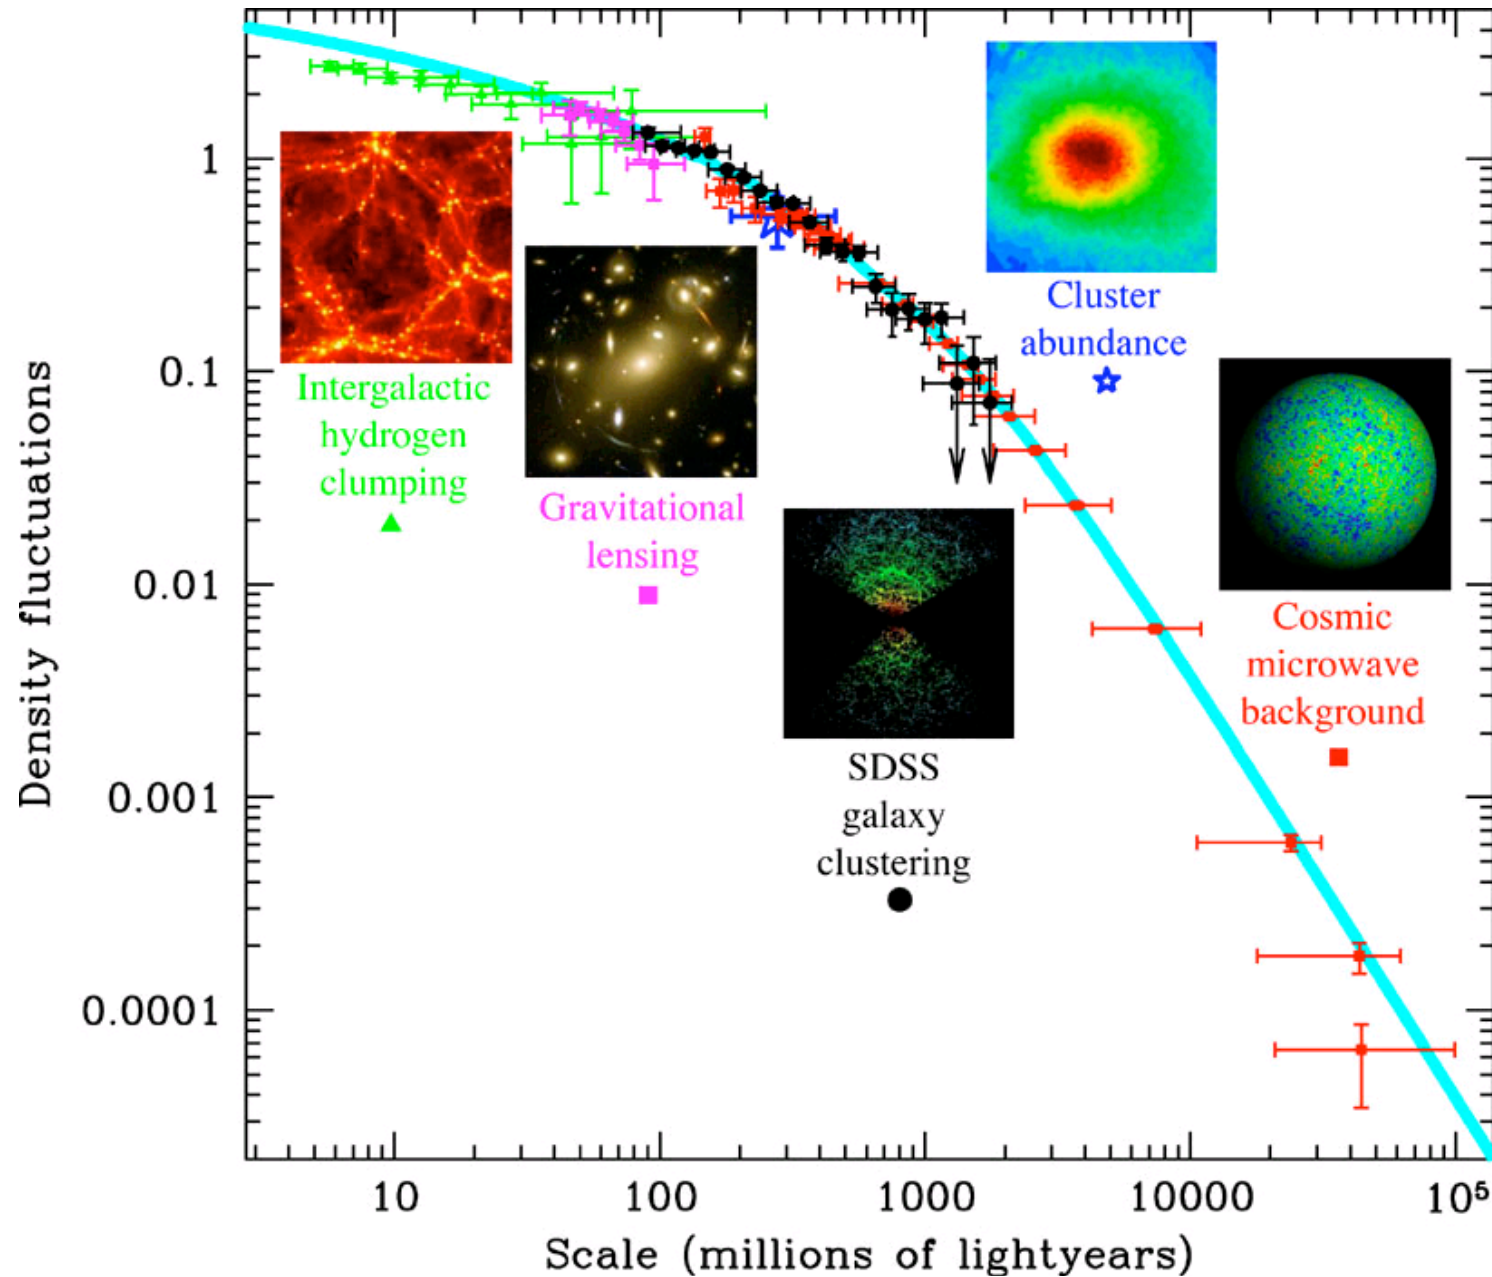 Density fluctuations
1
0.1
0.01
0.001
0.0001
Intergalactic
hydrogen
clumping
Gravitational
lensing
SDSS
galaxy
clustering
Cluster
abundance
Cosmic
microwave
background
10
100
1000
10000
10⁵
Scale (millions of lightyears)